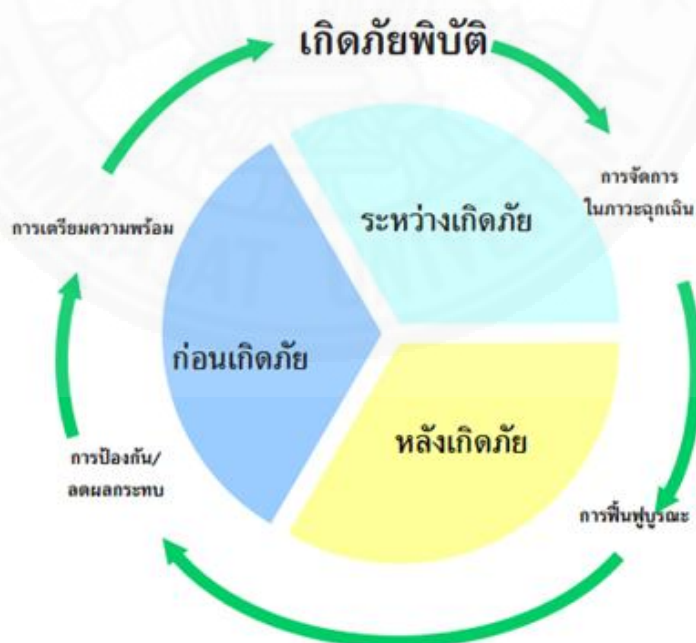 เกิดภัยพิบัติ
การจัดการ
ในภาวะฉุกเฉิน
ระหว่างเกิดภัย
การเตรียมความพร้อม
ก่อนเกิดภัย
หลังเกิดภัย
การป้องกัน/
ลดผลกระทบ
การฟื้นฟูบูรณะ